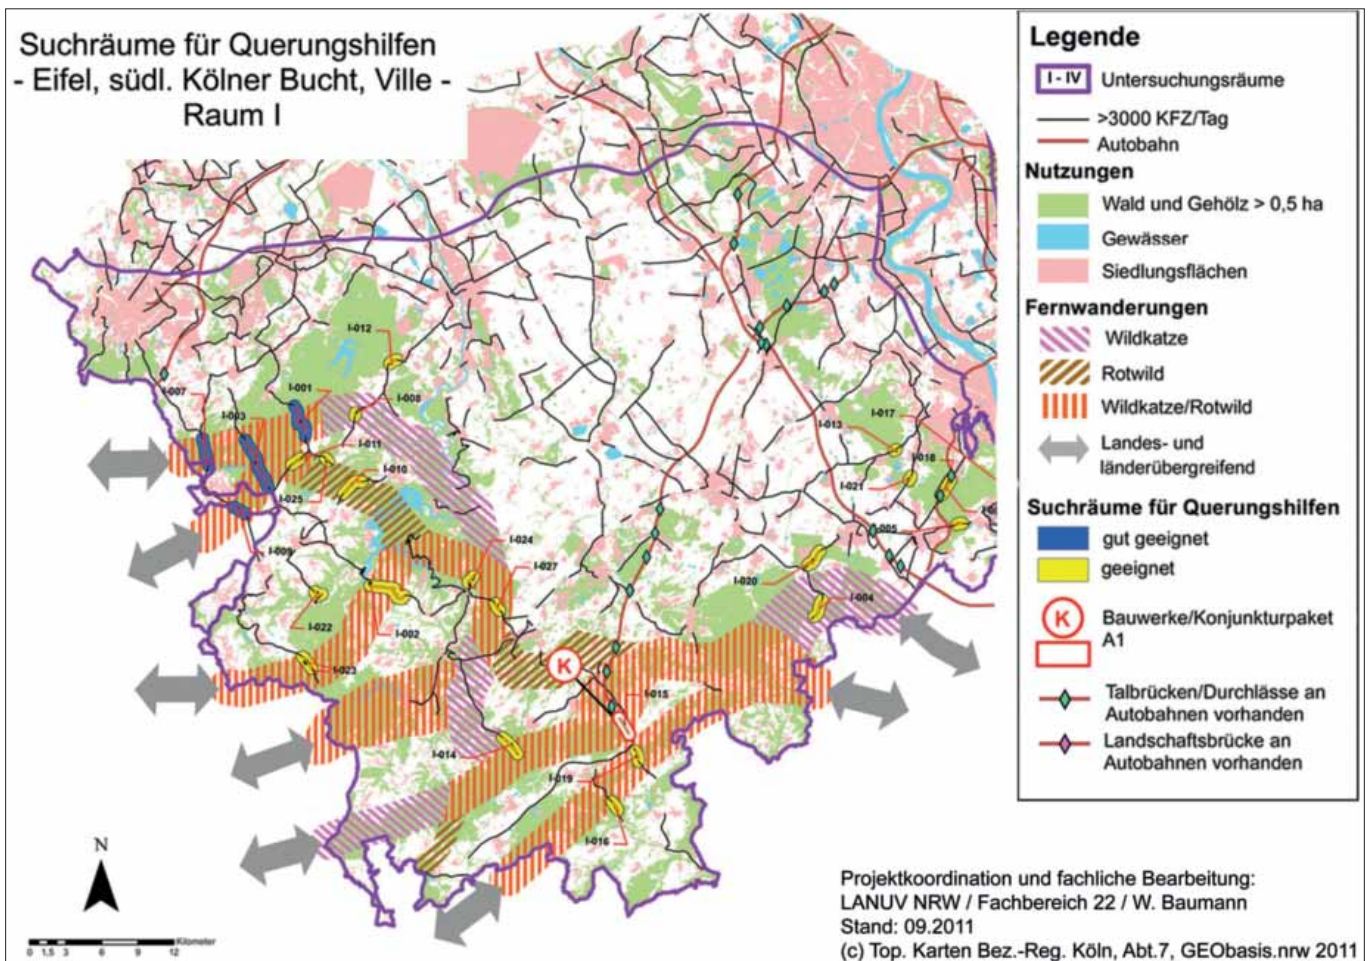 Suchräume für Querungshilfen
- Eifel, südl. Kölner Bucht, Ville -
Raum I
Legende
I - IV Untersuchungsräume
>3000 KFZ/Tag
Autobahn
Nutzungen
Wald und Gehölz > 0,5 ha
Gewässer
Siedlungsflächen
Fernwanderungen
Wildkatze
Rotwild
Wildkatze/Rotwild
Landes- und
länderübergreifend
Suchräume für Querungshilfen
gut geeignet
geeignet
K Bauwerke/Konjunkturpaket
A1
Talbrücken/Durchlässe an
Autobahnen vorhanden
Landschaftsbrücke an
Autobahnen vorhanden
I-012
I-007
I-001
I-008
I-003
I-017
I-013
I-011
I-018
I-010
I-021
I-025
I-005
I-024
I-009
I-027
I-020
I-004
I-022
I-002
I-023
K
I-015
I-014
I-019
I-016
N
Kilometer
0 1,5 3 6 9 12
Projektkoordination und fachliche Bearbeitung:
LANUV NRW / Fachbereich 22 / W. Baumann
Stand: 09.2011
(c) Top. Karten Bez.-Reg. Köln, Abt.7, GEObasis.nrw 2011